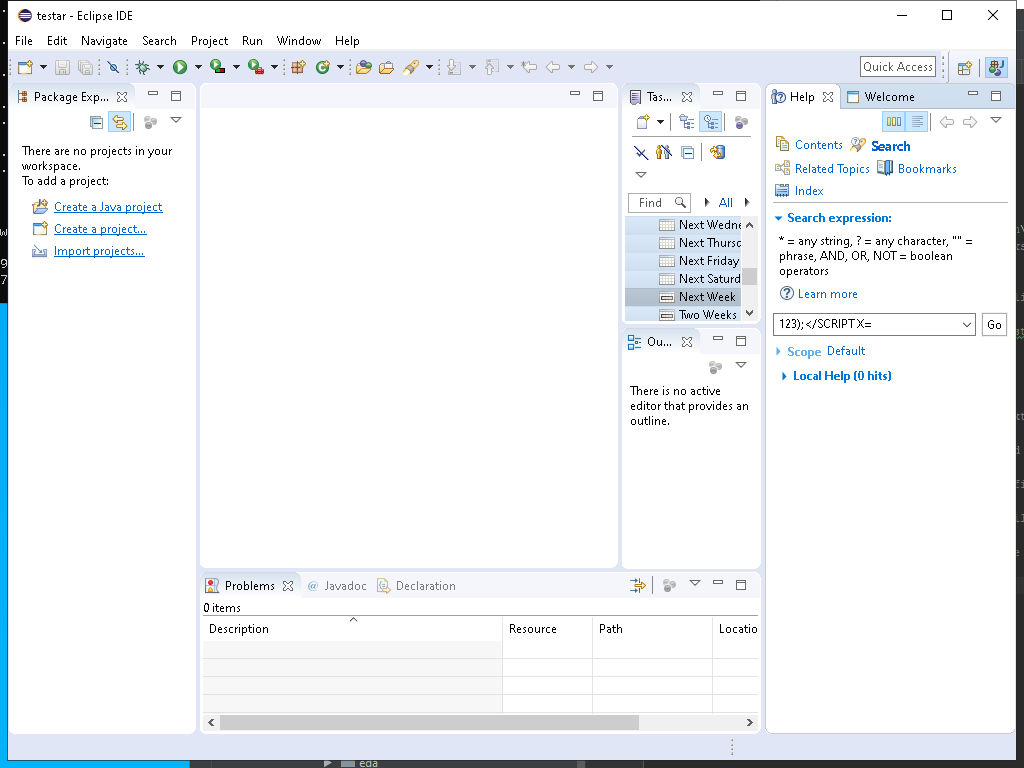 testar - Eclipse IDE
File Edit Navigate Search Project Run Window Help
Quick Access
Package Exp...
There are no projects in your
workspace.
To add a project:
Create a Java project
Create a project...
Import projects...
Tas...
Find
All
Next Wedne
Next Thursd
Next Friday
Next Saturd
Next Week
Two Weeks
Ou...
There is no active
editor that provides an
outline.
Help
Welcome
Contents
Search
Related Topics
Bookmarks
Index
Search expression:
* = any string, ? = any character, "" =
phrase, AND, OR, NOT = boolean
operators
Learn more
123);</SCRIPT X=
Go
Scope Default
Local Help (0 hits)
Problems
@ Javadoc
Declaration
0 items
Description Resource Path Locatio
eda